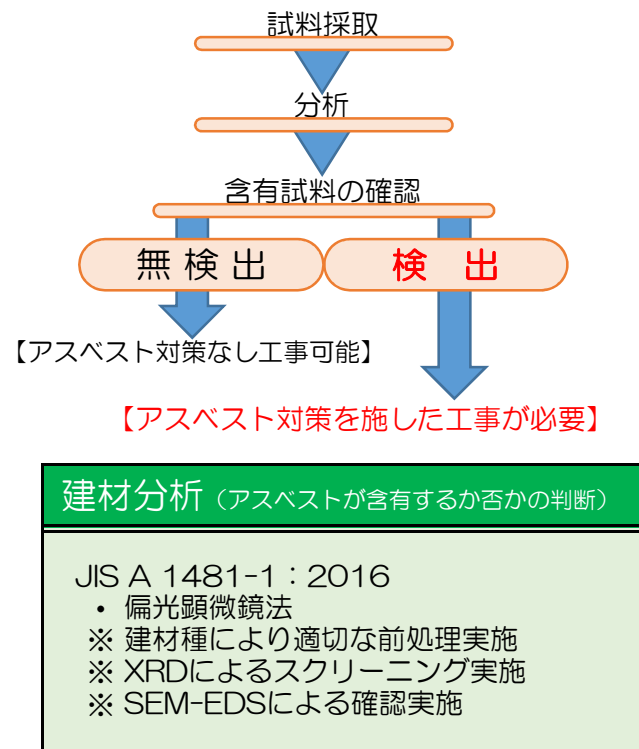 試料採取
分析
含有試料の確認
無検出
検 出
【アスベスト対策なし工事可能】
【アスベスト対策を施した工事が必要】
建材分析（アスベストが含有するか否かの判断）
JIS A 1481-1：2016
• 偏光顕微鏡法
※ 建材種により適切な前処理実施
※ XRDによるスクリーニング実施
※ SEM-EDSによる確認実施